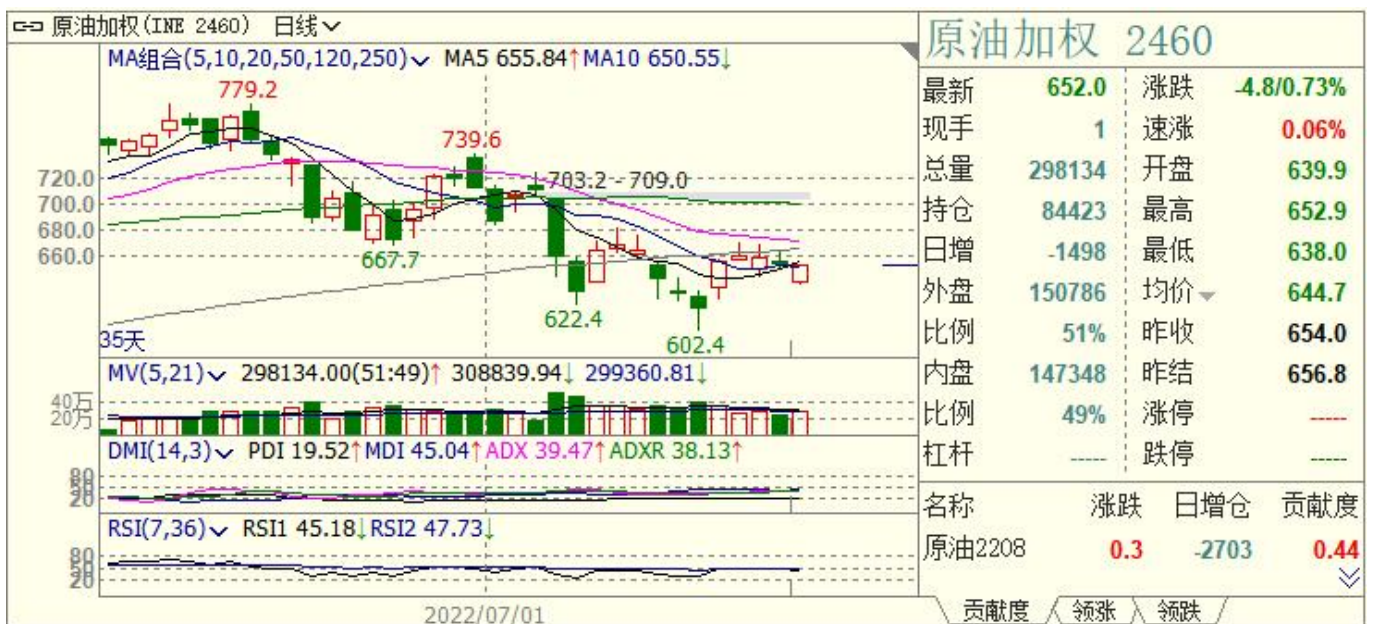 原油加权(INE 2460) 日线
MA组合(5,10,20,50,120,250) MA5 655.84↑ MA10 650.55↓
779.2
739.6
703.2 - 709.0
720.0
700.0
680.0
660.0
667.7
622.4
602.4
35天
MV(5,21) 298134.00(51:49)↑ 308839.94↓ 299360.81↓
40万
20万
DMI(14,3) PDI 19.52↑ MDI 45.04↑ ADX 39.47↑ ADXR 38.13↑
80
50
20
RSI(7,36) RSI1 45.18↓ RSI2 47.73↓
80
50
20
2022/07/01
原油加权 2460
最新 652.0 涨跌 -4.8/0.73%
现手 1 速涨 0.06%
总量 298134 开盘 639.9
持仓 84423 最高 652.9
日增 -1498 最低 638.0
外盘 150786 均价 644.7
比例 51% 昨收 654.0
内盘 147348 昨结 656.8
比例 49% 涨停 -----
杠杆 ----- 跌停 -----
名称 涨跌 日增仓 贡献度
原油2208 0.3 -2703 0.44
贡献度 领涨 领跌